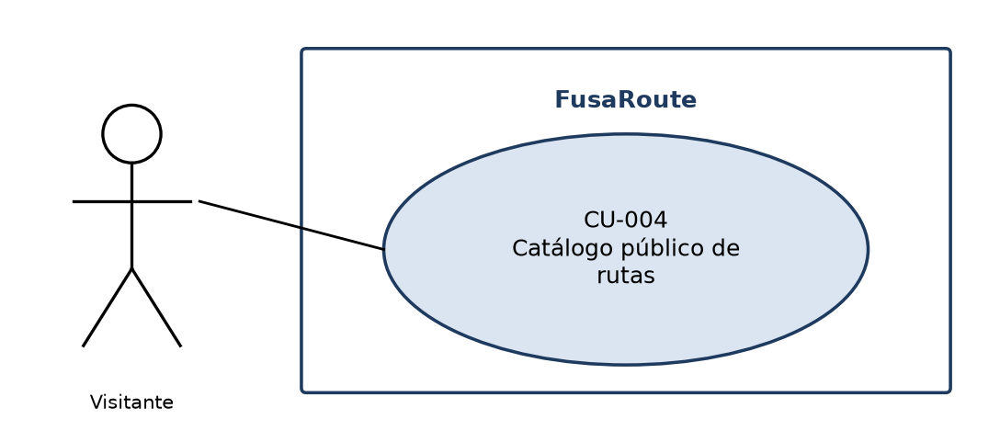 FusaRoute
CU-004
Catálogo público de
rutas
Visitante